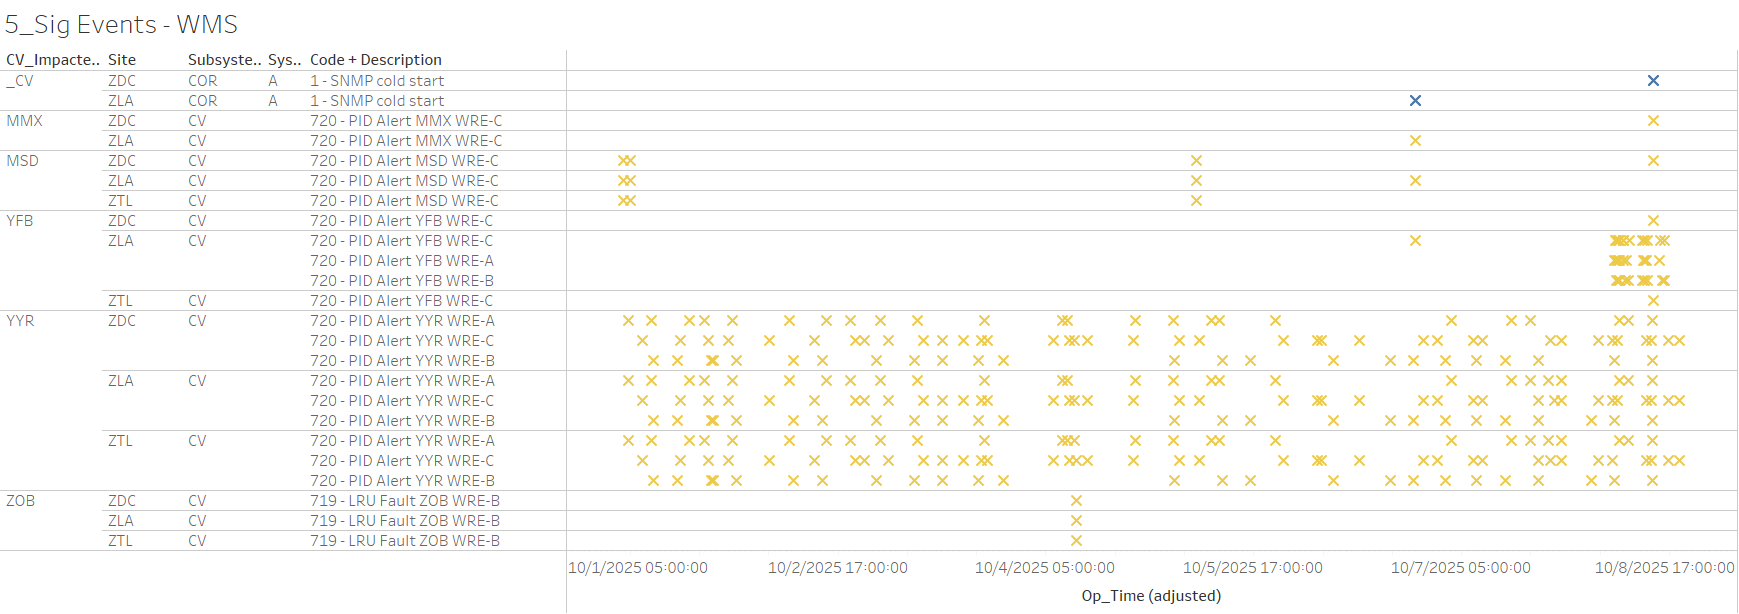 5_Sig Events - WMS
CV_Impacte.. Site Subsyste.. Sys.. Code + Description
_CV ZDC COR A 1 - SNMP cold start
ZLA COR A 1 - SNMP cold start
MMX ZDC CV 720 - PID Alert MMX WRE-C
ZLA CV 720 - PID Alert MMX WRE-C
MSD ZDC CV 720 - PID Alert MSD WRE-C
ZLA CV 720 - PID Alert MSD WRE-C
ZTL CV 720 - PID Alert MSD WRE-C
YFB ZDC CV 720 - PID Alert YFB WRE-C
ZLA CV 720 - PID Alert YFB WRE-C
720 - PID Alert YFB WRE-A
720 - PID Alert YFB WRE-B
ZTL CV 720 - PID Alert YFB WRE-C
YYR ZDC CV 720 - PID Alert YYR WRE-A
720 - PID Alert YYR WRE-C
720 - PID Alert YYR WRE-B
ZLA CV 720 - PID Alert YYR WRE-A
720 - PID Alert YYR WRE-C
720 - PID Alert YYR WRE-B
ZTL CV 720 - PID Alert YYR WRE-A
720 - PID Alert YYR WRE-C
720 - PID Alert YYR WRE-B
ZOB ZDC CV 719 - LRU Fault ZOB WRE-B
ZLA CV 719 - LRU Fault ZOB WRE-B
ZTL CV 719 - LRU Fault ZOB WRE-B
10/1/2025 05:00:00 10/2/2025 17:00:00 10/4/2025 05:00:00 10/5/2025 17:00:00 10/7/2025 05:00:00 10/8/2025 17:00:00
Op_Time (adjusted)